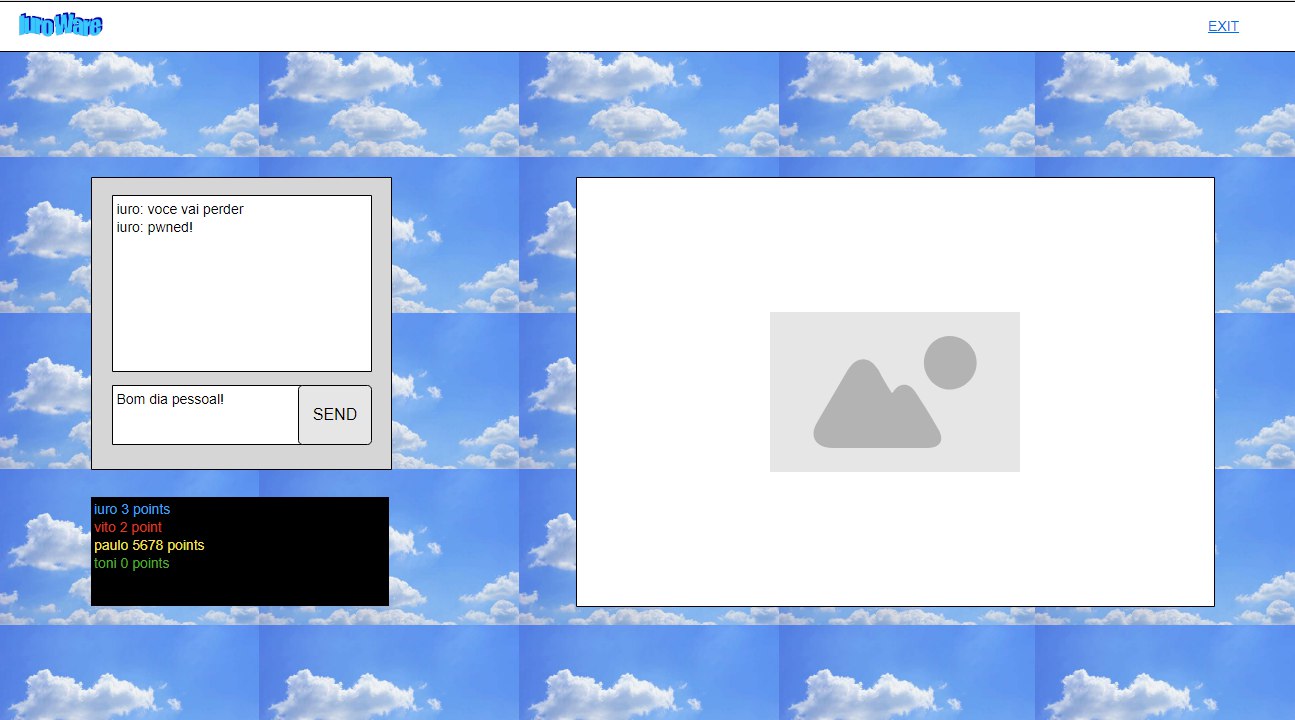 IuroWare
EXIT
iuro: voce vai perder
iuro: pwned!
Bom dia pessoal!
SEND
iuro 3 points
vito 2 point
paulo 5678 points
toni 0 points